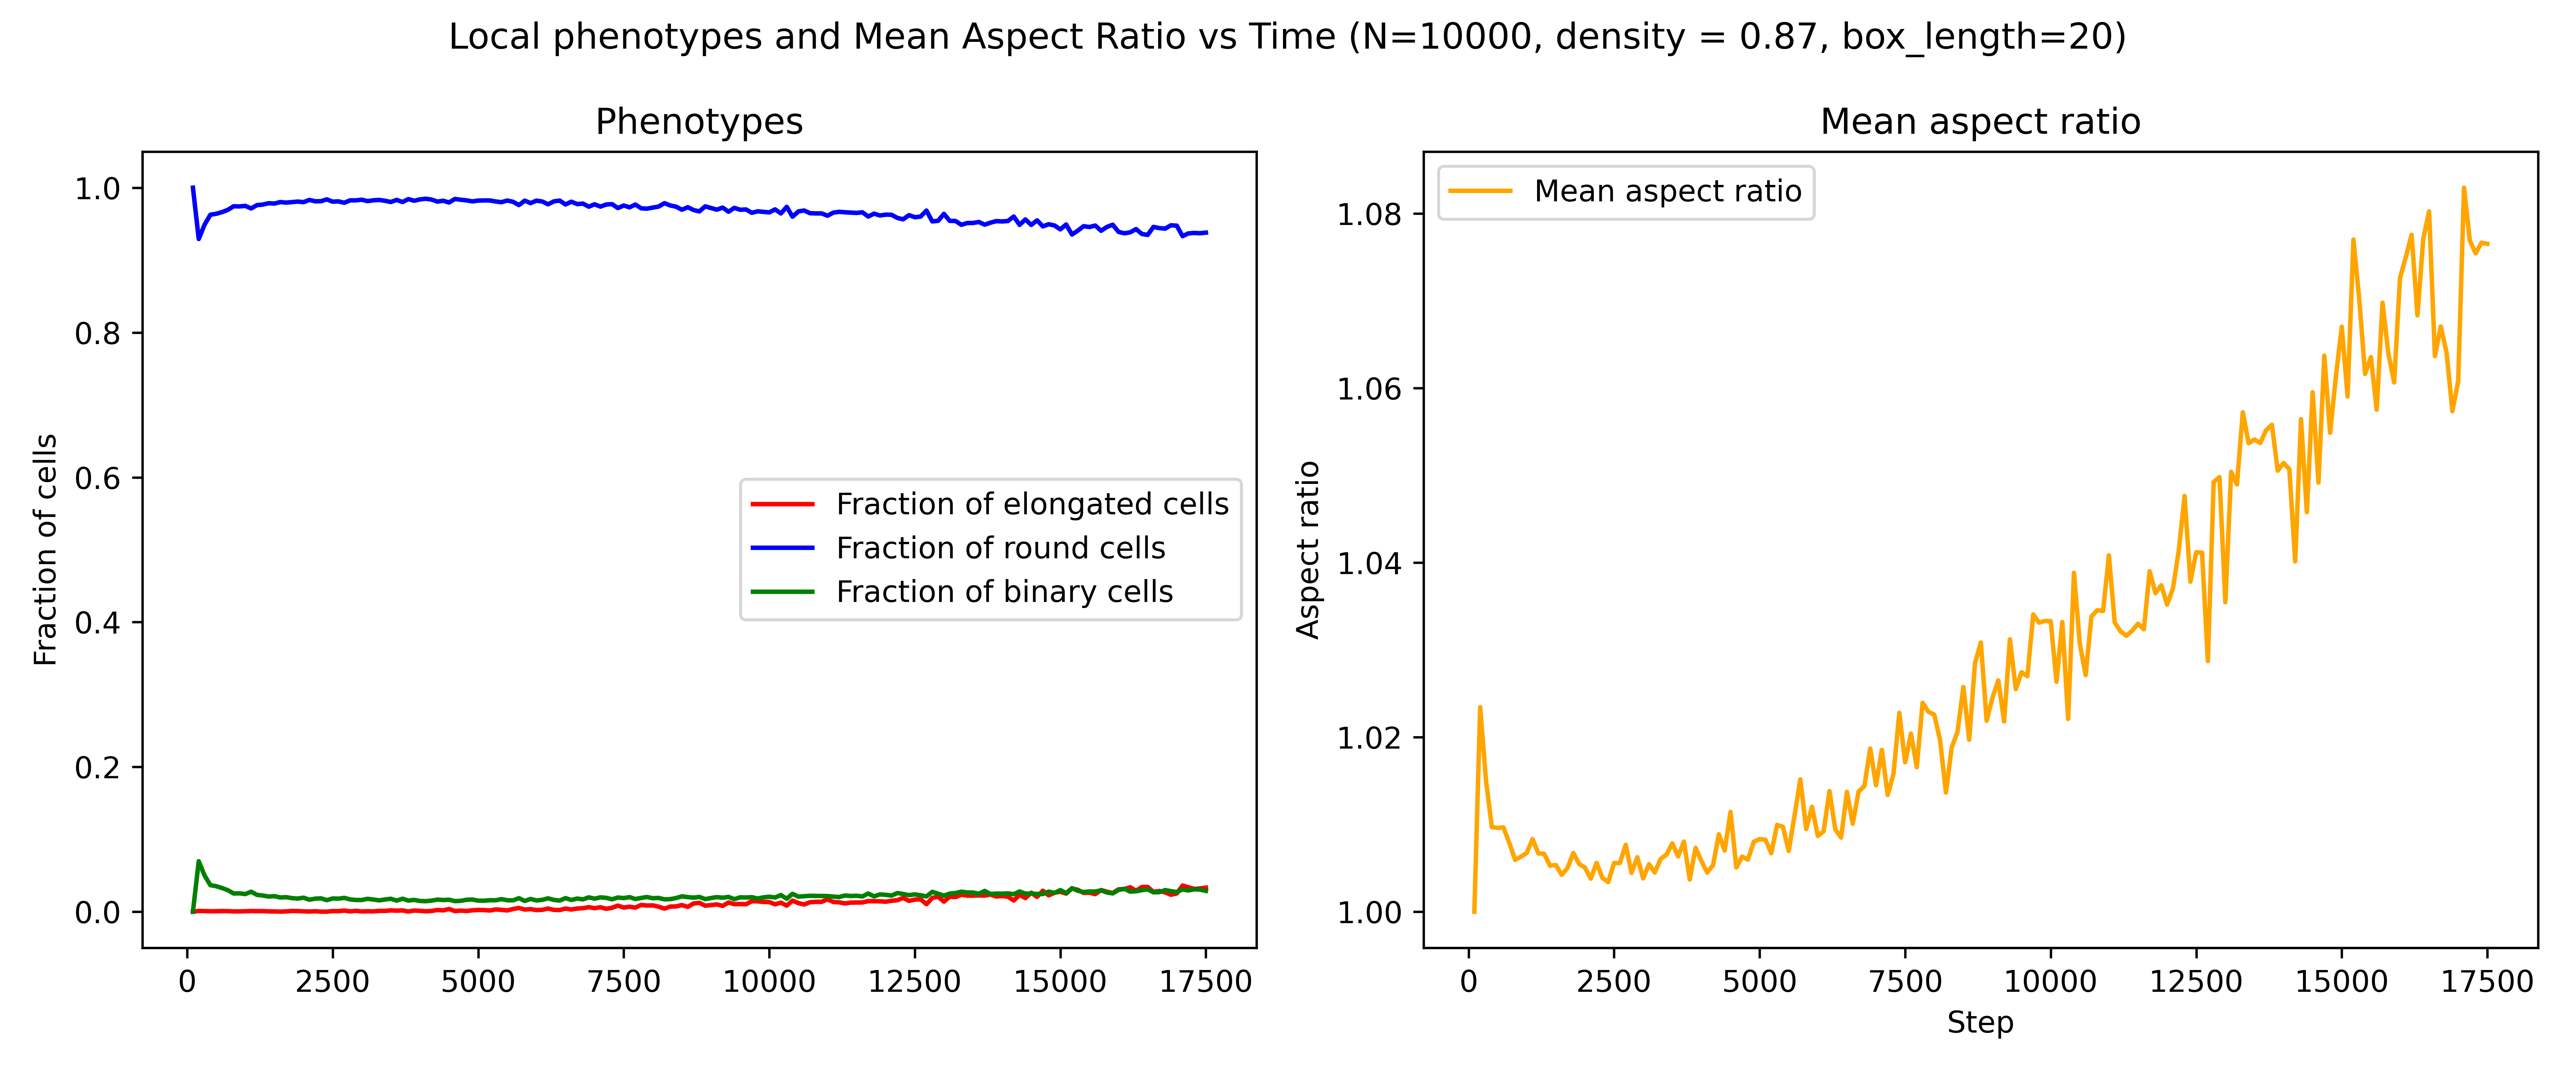 Local phenotypes and Mean Aspect Ratio vs Time (N=10000, density = 0.87, box_length=20)
Phenotypes
Fraction of cells
1.0
0.8
0.6
0.4
0.2
0.0
Fraction of elongated cells
Fraction of round cells
Fraction of binary cells
0 2500 5000 7500 10000 12500 15000 17500
Mean aspect ratio
Mean aspect ratio
Aspect ratio
1.08
1.06
1.04
1.02
1.00
0 2500 5000 7500 10000 12500 15000 17500
Step